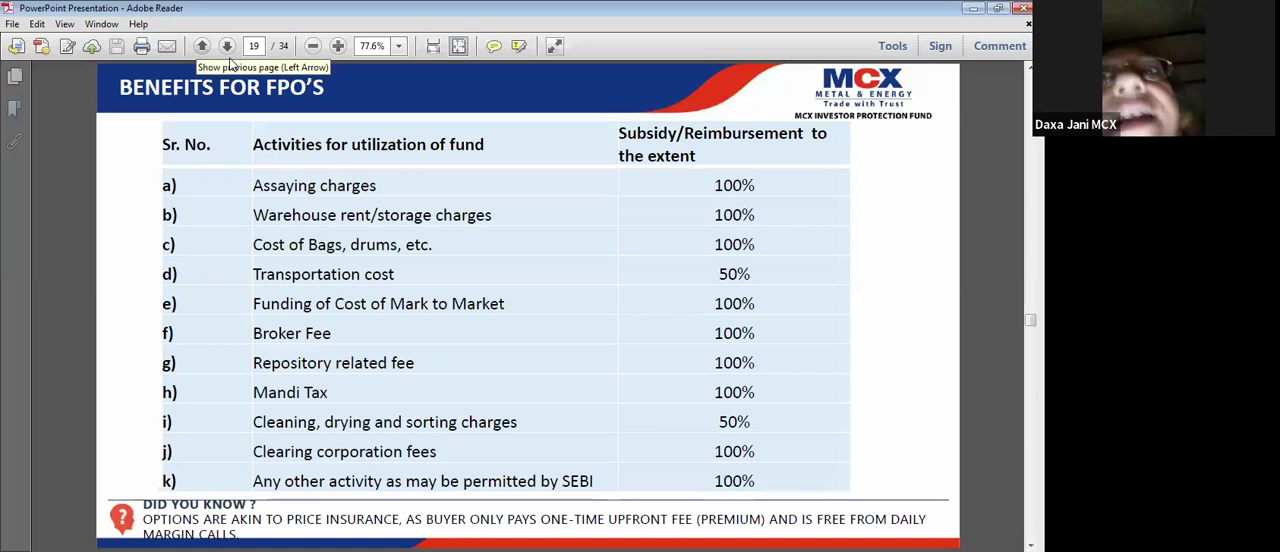 PowerPoint Presentation - Adobe Reader
File Edit View Window Help
19 / 34 77.6% Tools Sign Comment
Show previous page (Left Arrow)
BENEFITS FOR FPO'S
MCX
METAL & ENERGY
Trade with Trust
MCX INVESTOR PROTECTION FUND
Daxa Jani MCX
Sr. No. Activities for utilization of fund Subsidy/Reimbursement to
the extent
a) Assaying charges 100%
b) Warehouse rent/storage charges 100%
c) Cost of Bags, drums, etc. 100%
d) Transportation cost 50%
e) Funding of Cost of Mark to Market 100%
f) Broker Fee 100%
g) Repository related fee 100%
h) Mandi Tax 100%
i) Cleaning, drying and sorting charges 50%
j) Clearing corporation fees 100%
k) Any other activity as may be permitted by SEBI 100%
DID YOU KNOW ?
OPTIONS ARE AKIN TO PRICE INSURANCE, AS BUYER ONLY PAYS ONE-TIME UPFRONT FEE (PREMIUM) AND IS FREE FROM DAILY
MARGIN CALLS.